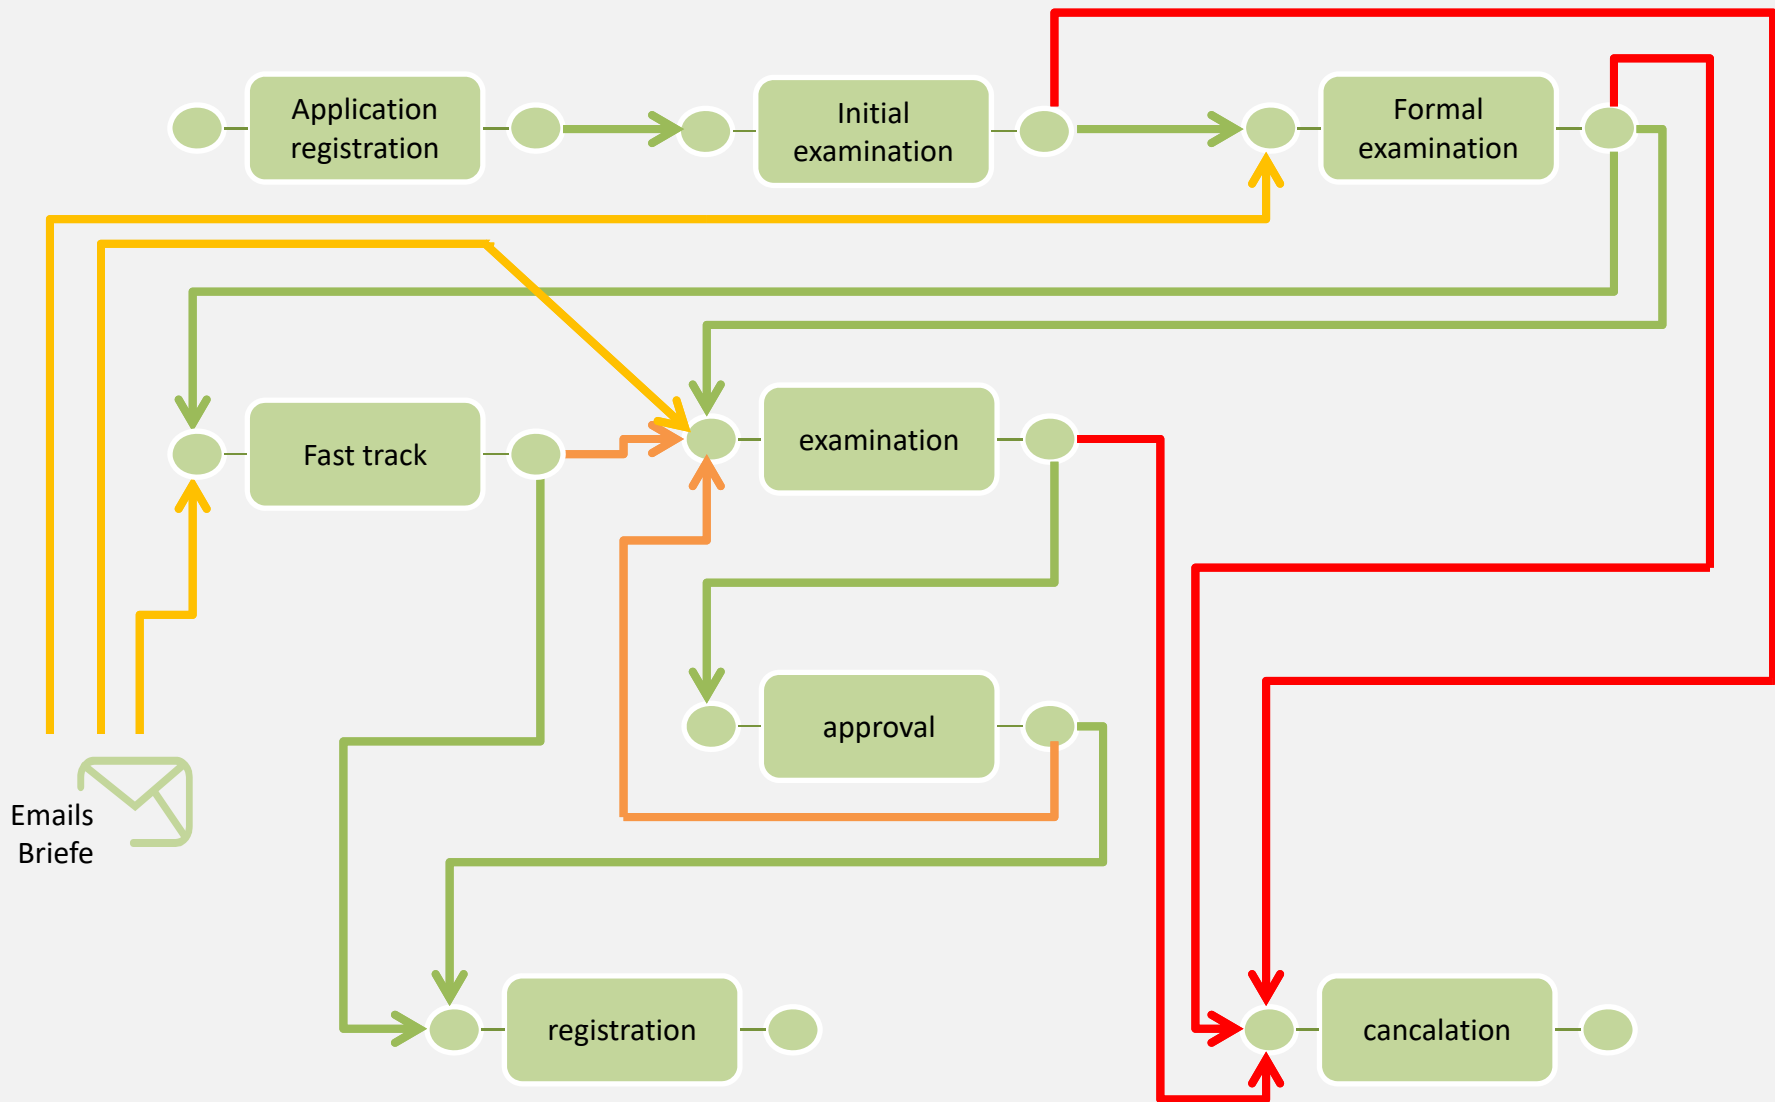 Application
registration
Initial
examination
Formal
examination
Fast track
examination
approval
Emails
Briefe
registration
cancalation